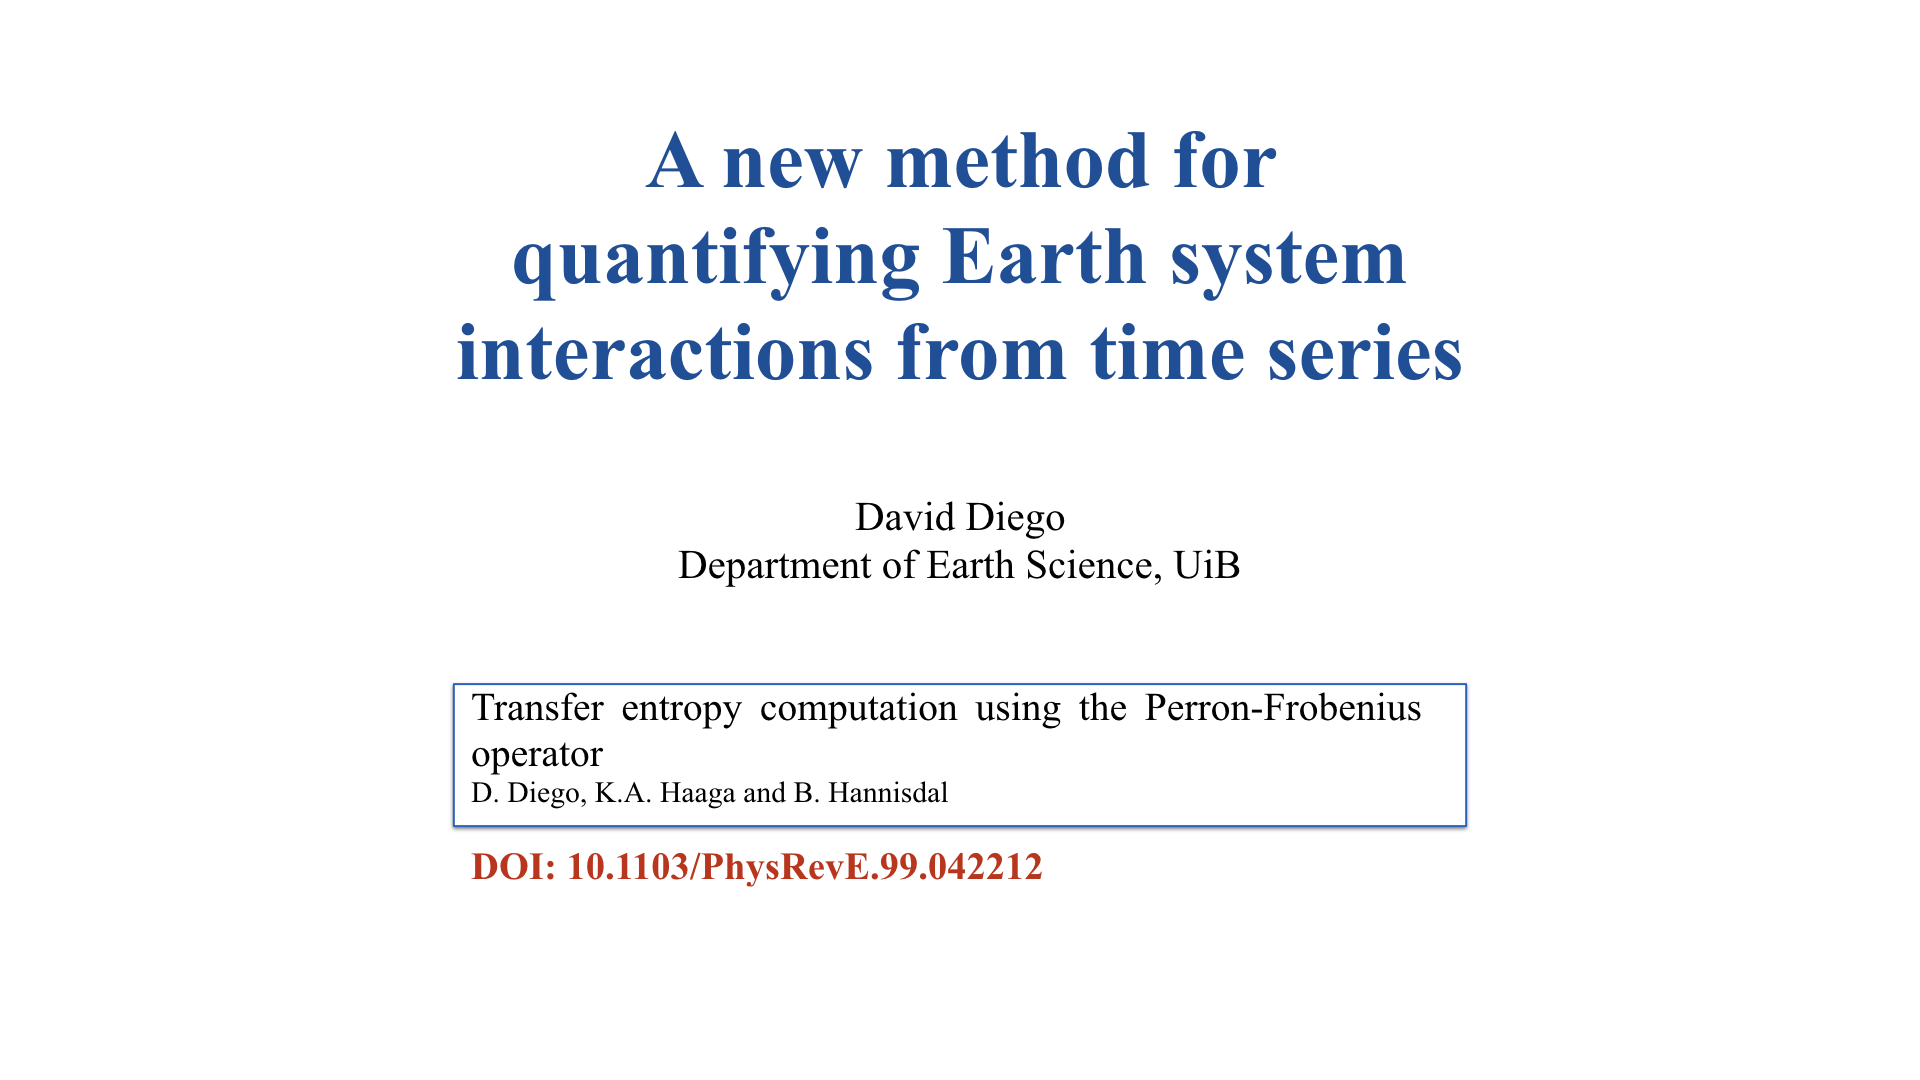 A new method for
quantifying Earth system
interactions from time series
David Diego
Department of Earth Science, UiB
Transfer entropy computation using the Perron-Frobenius
operator
D. Diego, K.A. Haaga and B. Hannisdal
DOI: 10.1103/PhysRevE.99.042212